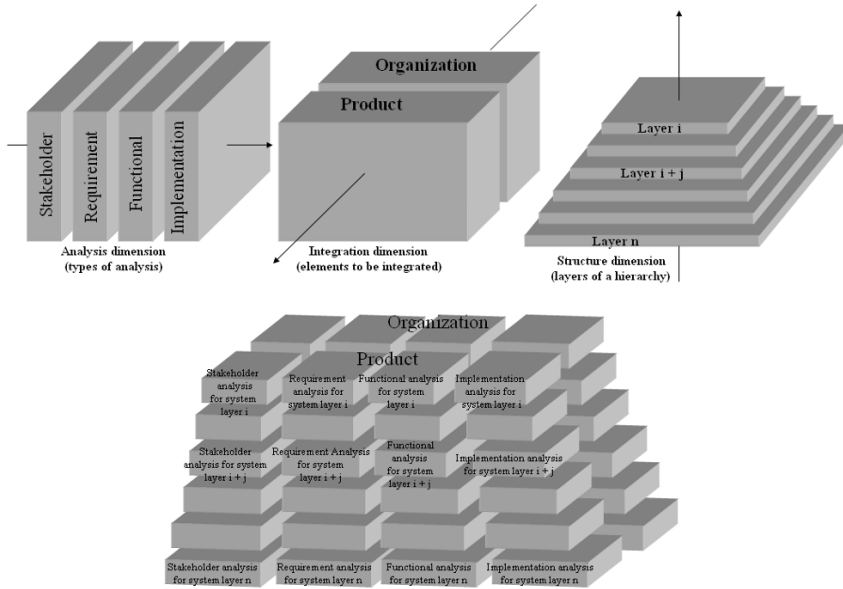 Stakeholder
Requirement
Functional
Implementation
Analysis dimension
(types of analysis)
Organization
Product
Integration dimension
(elements to be integrated)
Layer i
Layer i + j
Layer n
Structure dimension
(layers of a hierarchy)
Organization
Product
Stakeholder
analysis
for system
layer i
Requirement
analysis for
system layer i
Functional analysis
for system
layer i
Implementation
analysis for
system layer i
Stakeholder
analysis for system
layer i + j
Requirement Analysis
for system
layer i + j
Functional
analysis
for system
layer i + j
Implementation analysis
for system layer i + j
Stakeholder analysis
for system layer n
Requirement analysis
for system layer n
Functional analysis
for system layer n
Implementation analysis
for system layer n